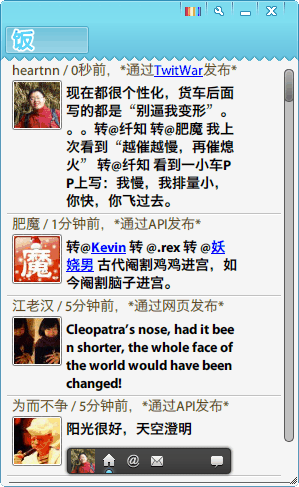 饭
heartnn / 0秒前，*通过TwitWar发布*
现在都很个性化，货车后面
写的都是“别逼我变形”。
。。转@纤知 转@肥魔 我上
次看到“越催越慢，再催熄
火” 转@纤知 看到一小车P
P上写：我慢，我排量小，
你快，你飞过去。
肥魔 / 1分钟前，*通过API发布*
魔
转@Kevin 转 @.rex 转 @妖
娆男 古代阉割鸡鸡进宫，如
今阉割脑子进宫。
江老汉 / 5分钟前，*通过网页发布*
Cleopatra’s nose, had it bee
n shorter, the whole face of
the world would have been
changed!
为而不争 / 5分钟前，*通过API发布*
阳光很好，天空澄明
@